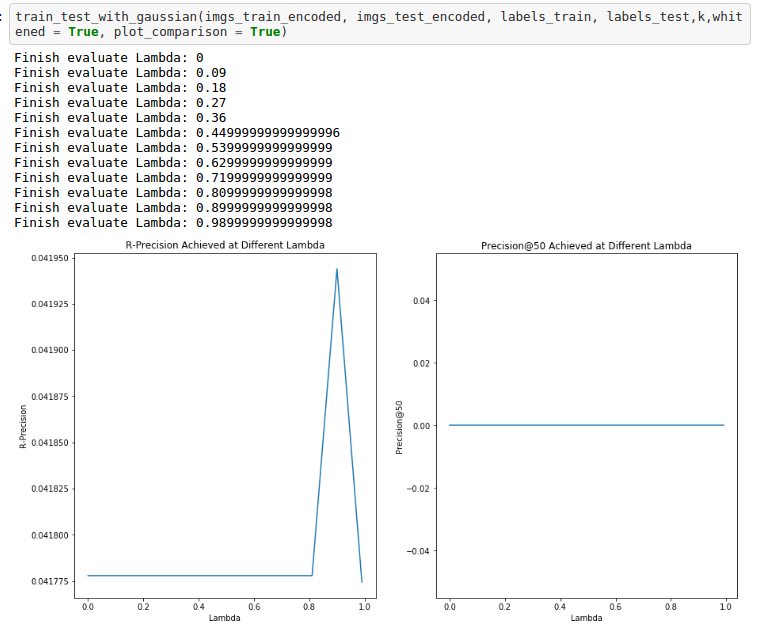 :
train_test_with_gaussian(imgs_train_encoded, imgs_test_encoded, labels_train, labels_test,k,whit
ened = True, plot_comparison = True)
Finish evaluate Lambda: 0
Finish evaluate Lambda: 0.09
Finish evaluate Lambda: 0.18
Finish evaluate Lambda: 0.27
Finish evaluate Lambda: 0.36
Finish evaluate Lambda: 0.44999999999999996
Finish evaluate Lambda: 0.5399999999999999
Finish evaluate Lambda: 0.6299999999999999
Finish evaluate Lambda: 0.7199999999999999
Finish evaluate Lambda: 0.8099999999999998
Finish evaluate Lambda: 0.8999999999999998
Finish evaluate Lambda: 0.9899999999999998
R-Precision Achieved at Different Lambda
R-Precision
0.041950
0.041925
0.041900
0.041875
0.041850
0.041825
0.041800
0.041775
0.0 0.2 0.4 0.6 0.8 1.0
Lambda
Precision@50 Achieved at Different Lambda
Precision@50
0.04
0.02
0.00
−0.02
−0.04
0.0 0.2 0.4 0.6 0.8 1.0
Lambda